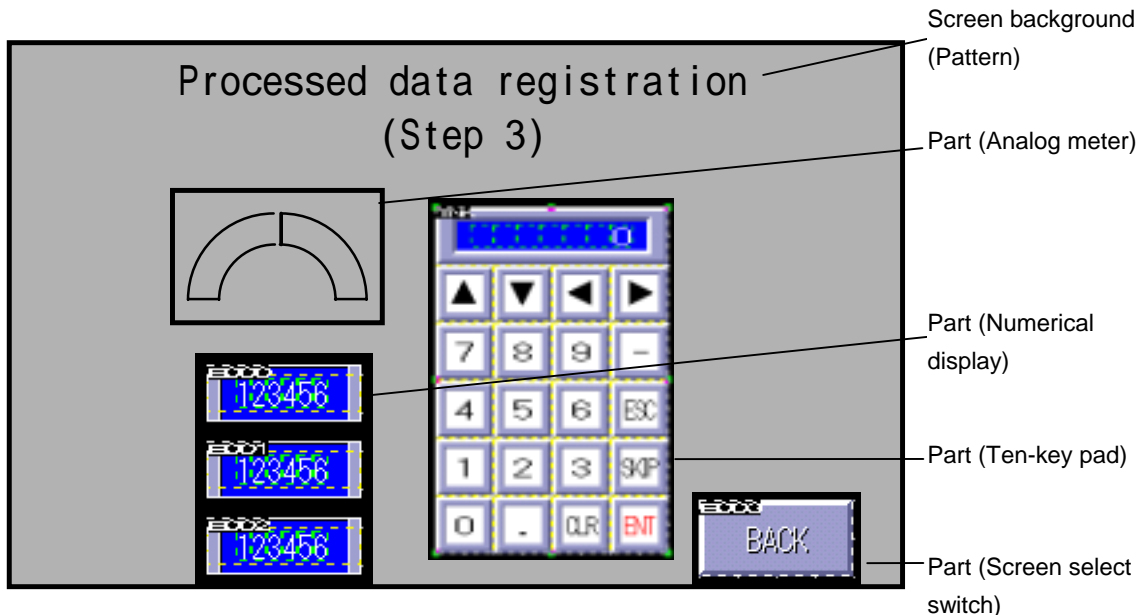 Screen background
(Pattern)
Processed data registration
(Step 3)
Part (Analog meter)
0
7 8 9 -
Part (Numerical
display)
123456
4 5 6 ESC
123456
1 2 3 SKIP
Part (Ten-key pad)
0 . CLR ENT
BACK
123456
Part (Screen select
switch)